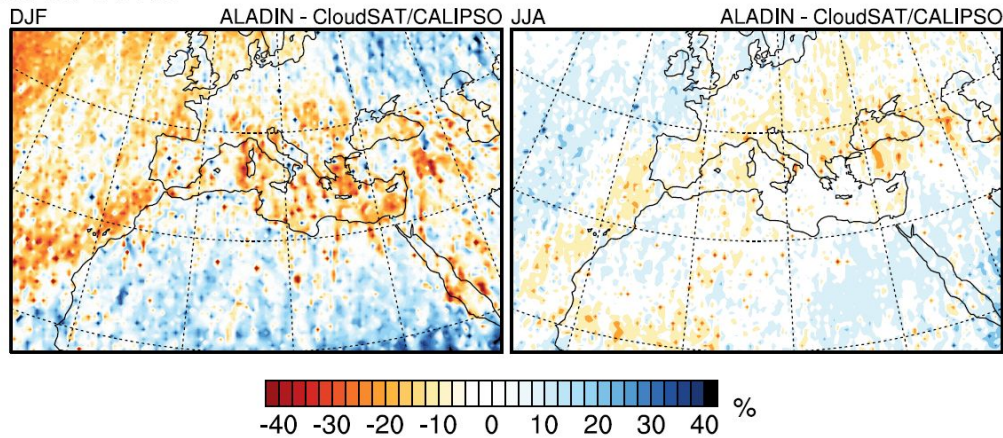 DJF ALADIN - CloudSAT/CALIPSO
JJA ALADIN - CloudSAT/CALIPSO
-40 -30 -20 -10 0 10 20 30 40 %